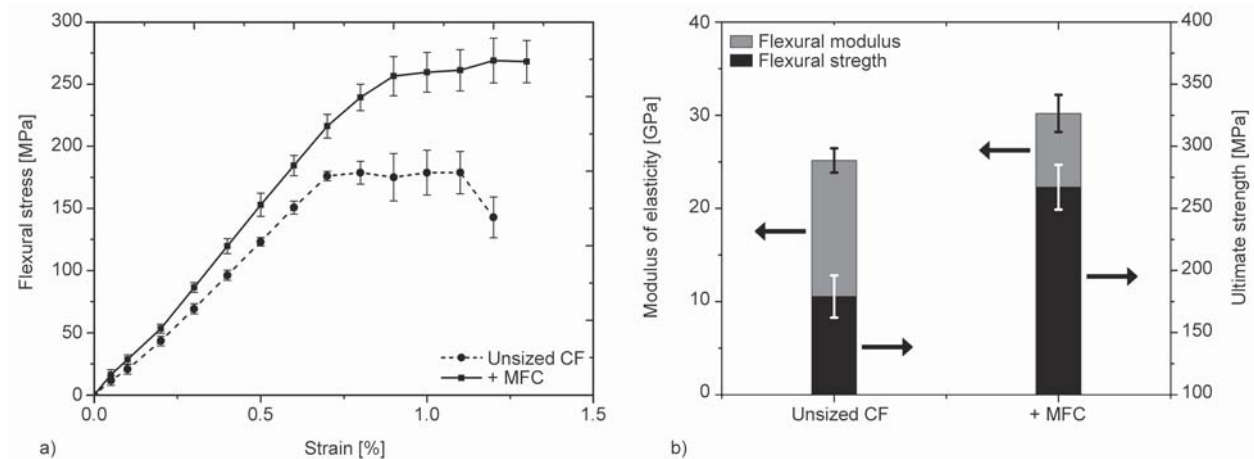 300
250
200
150
100
50
0
Flexural stress [MPa]
0.0 0.5 1.0 1.5
Strain [%]
Unsized CF
+ MFC
a)
40
30
20
10
0
Modulus of elasticity [GPa]
Flexural modulus
Flexural stregth
Unsized CF + MFC
400
350
300
250
200
150
100
Ultimate strength [MPa]
b)